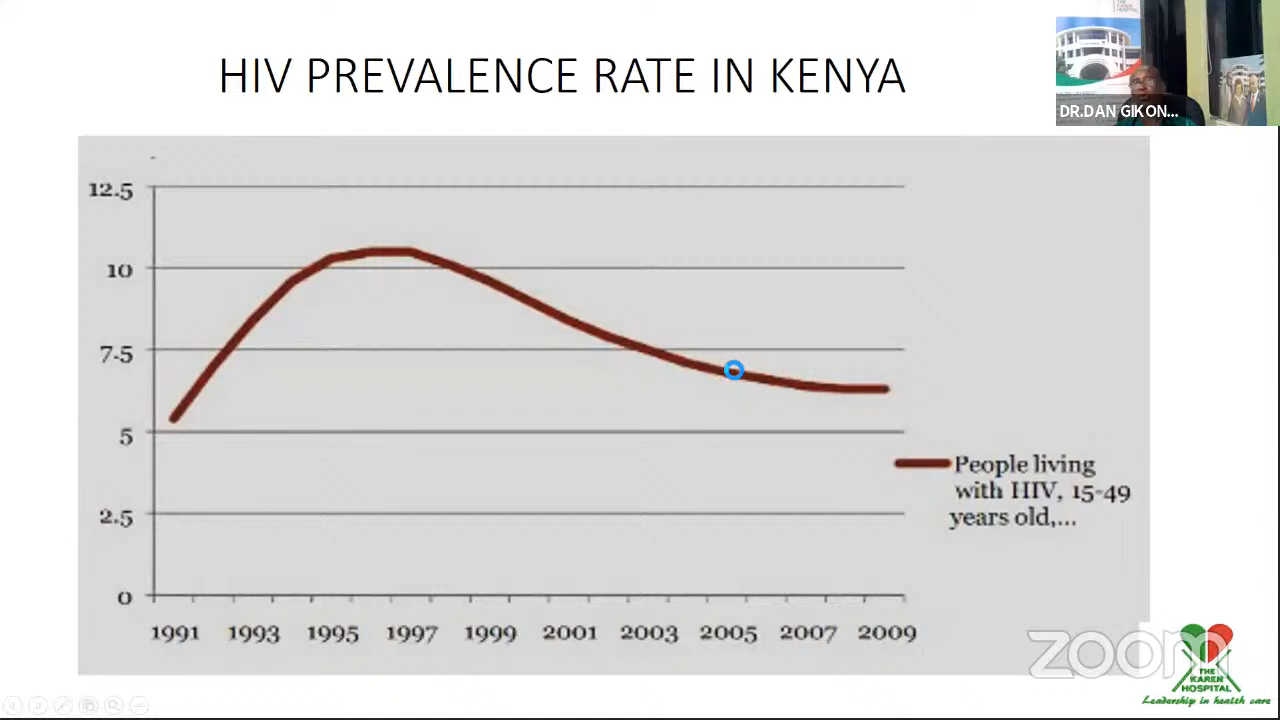 HIV PREVALENCE RATE IN KENYA
DR.DAN GIKON...
12.5
10
7.5
5
2.5
0
1991 1993 1995 1997 1999 2001 2003 2005 2007 2009
People living
with HIV, 15-49
years old,...
zoom
THE
KAREN
HOSPITAL
Leadership in health care